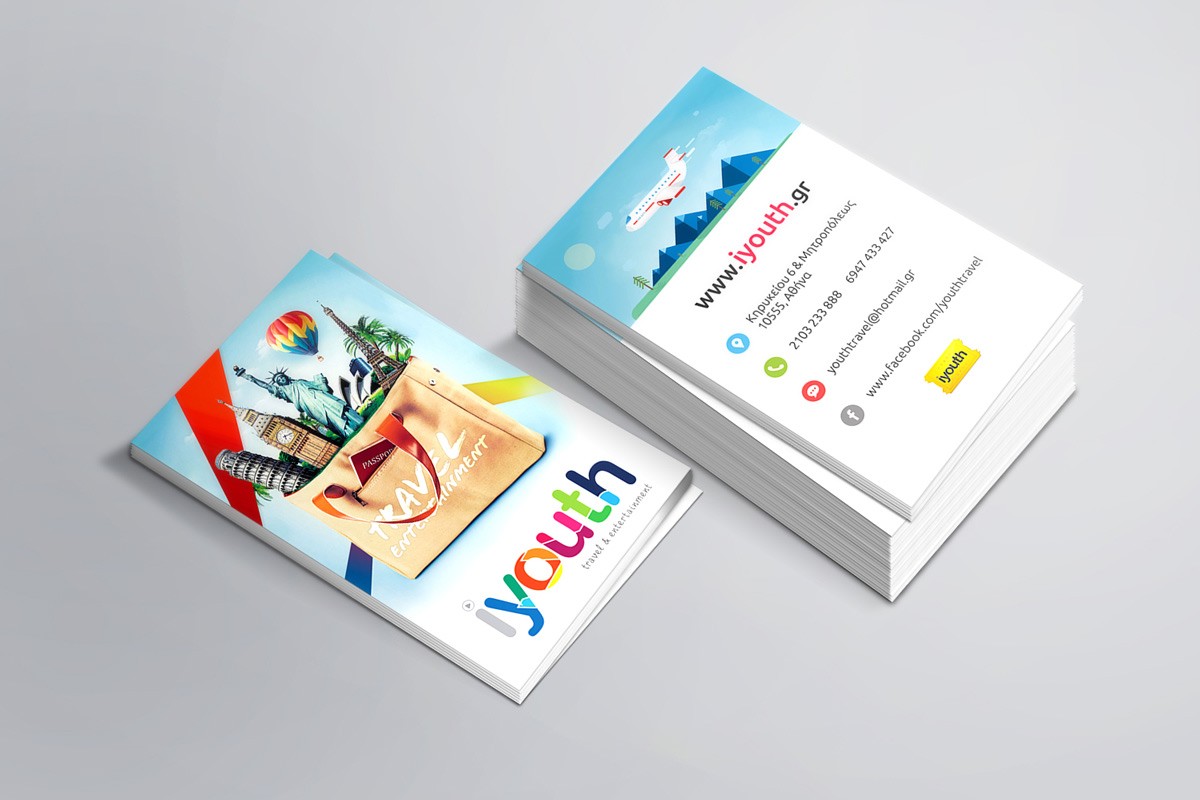 PASSPORT
TRAVEL
ENTERTAINMENT
iyouth
travel & entertainment
www.iyouth.gr
Κηρυκείου 6 & Μητροπόλεως
10555, Αθήνα
2103 233 888 6947 433 427
youthtravel@hotmail.gr
www.facebook.com/youthtravel
iyouth